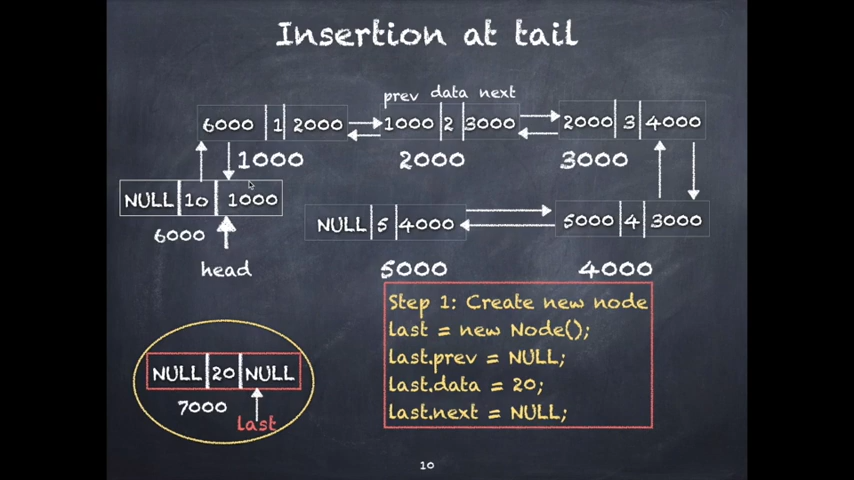 Insertion at tail
prev data next
6000 1 2000
1000 2 3000
2000 3 4000
1000
2000
3000
NULL 10 1000
6000
head
NULL 5 4000
5000 4 3000
5000
4000
Step 1: Create new node
last = new Node();
last.prev = NULL;
last.data = 20;
last.next = NULL;
NULL 20 NULL
7000
last
10